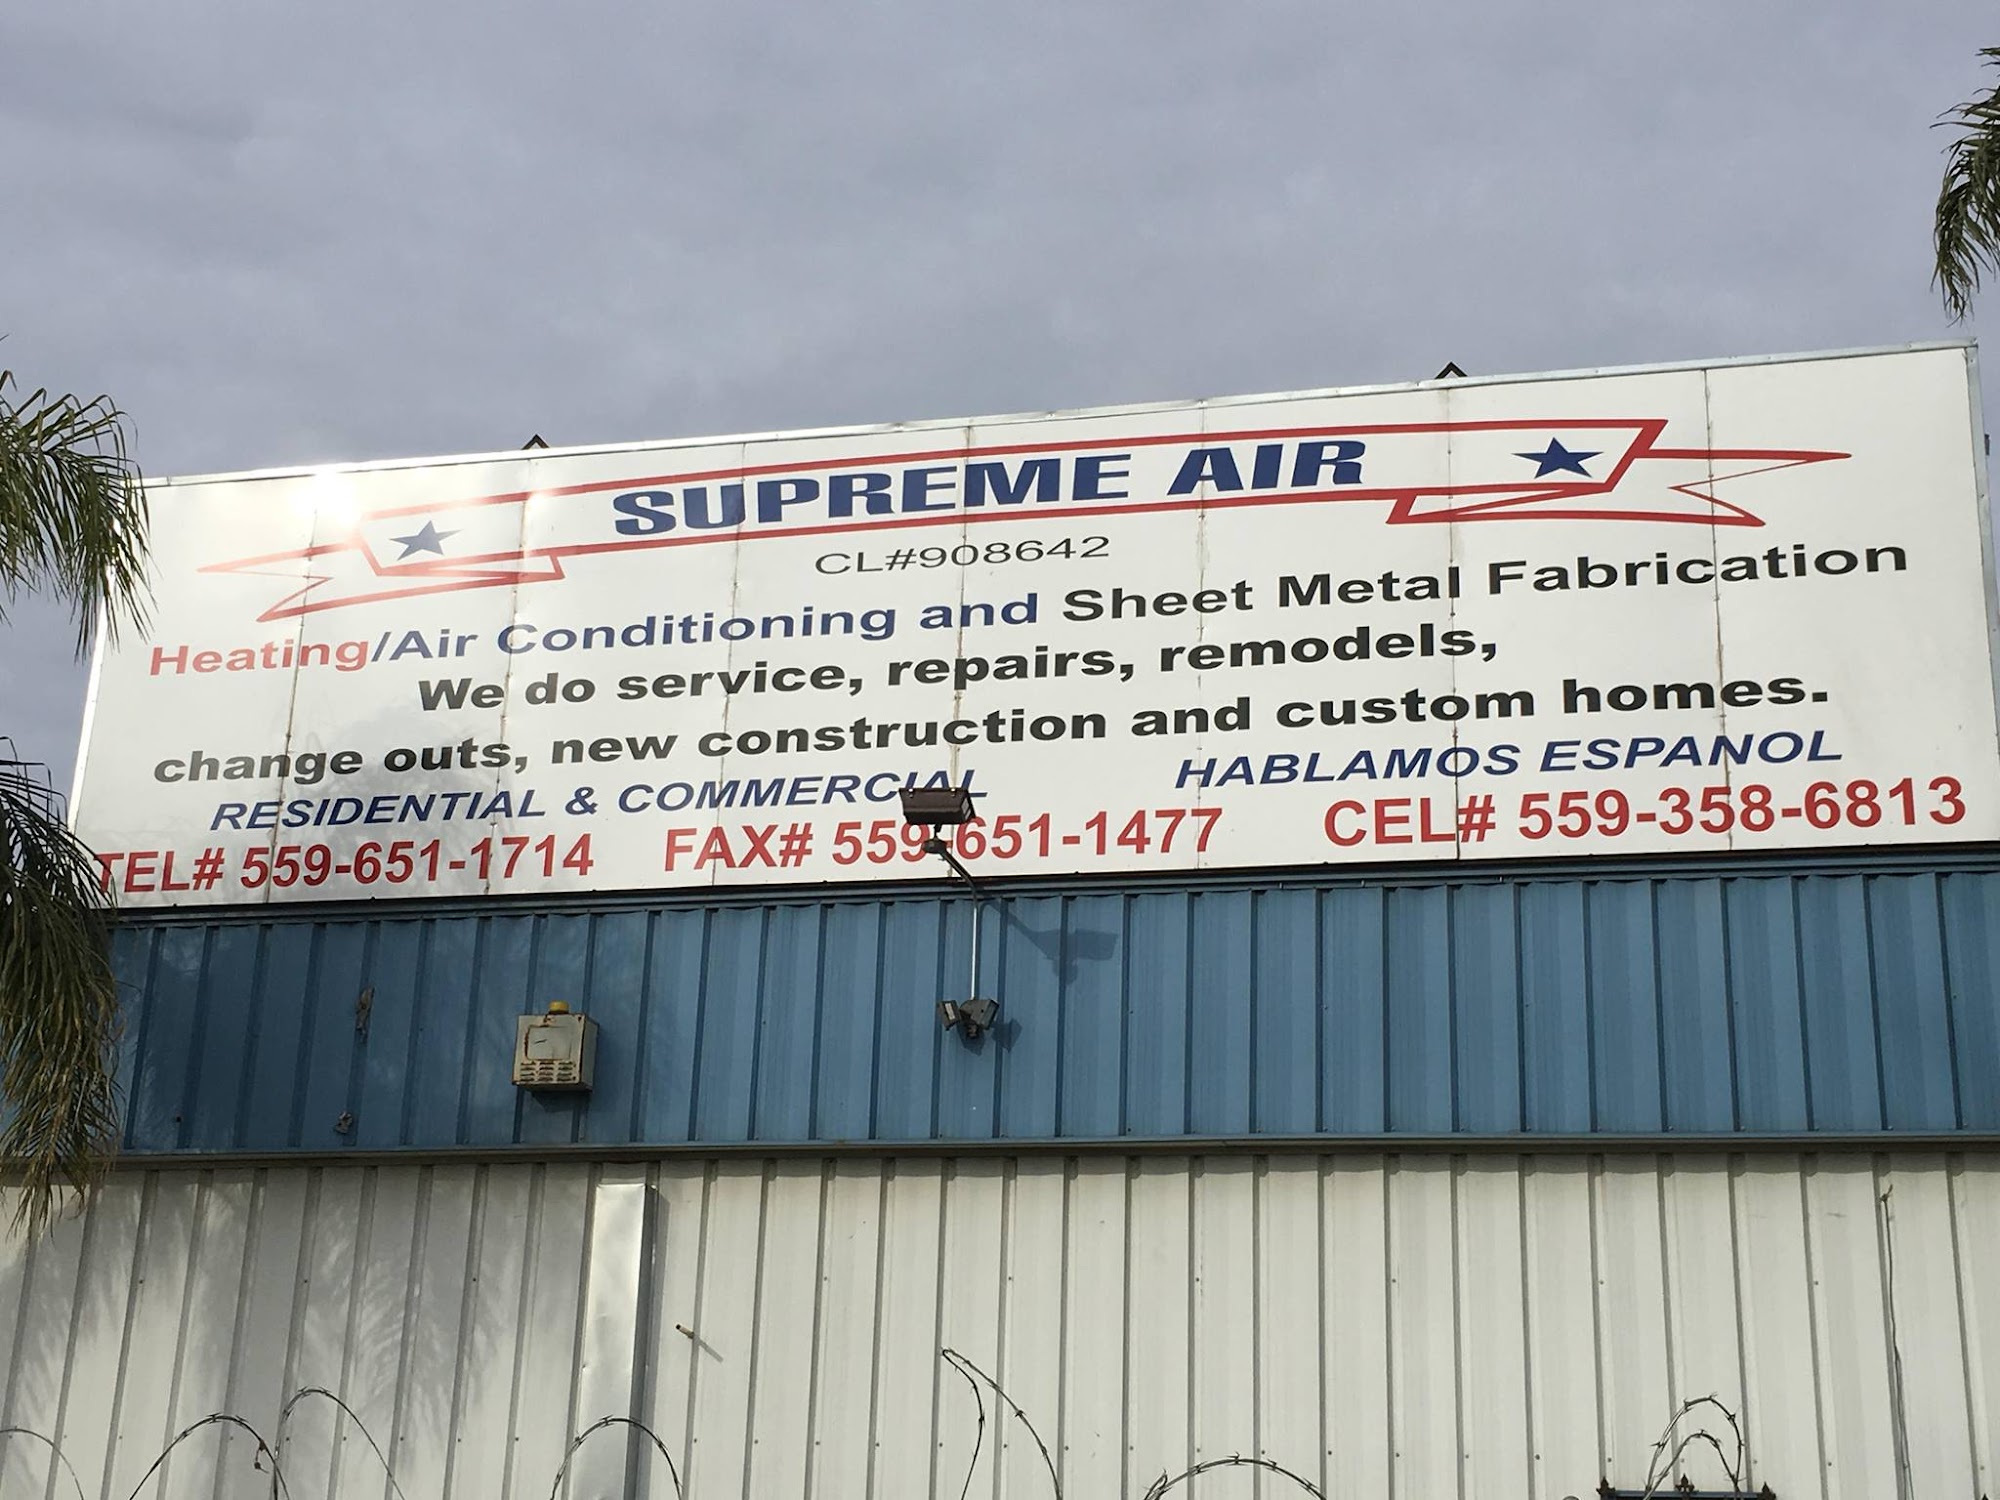 SUPREME AIR
CL#908642
Heating/Air Conditioning and Sheet Metal Fabrication
We do service, repairs, remodels,
change outs, new construction and custom homes.
RESIDENTIAL & COMMERCIAL HABLAMOS ESPANOL
TEL# 559-651-1714 FAX# 559-651-1477 CEL# 559-358-6813